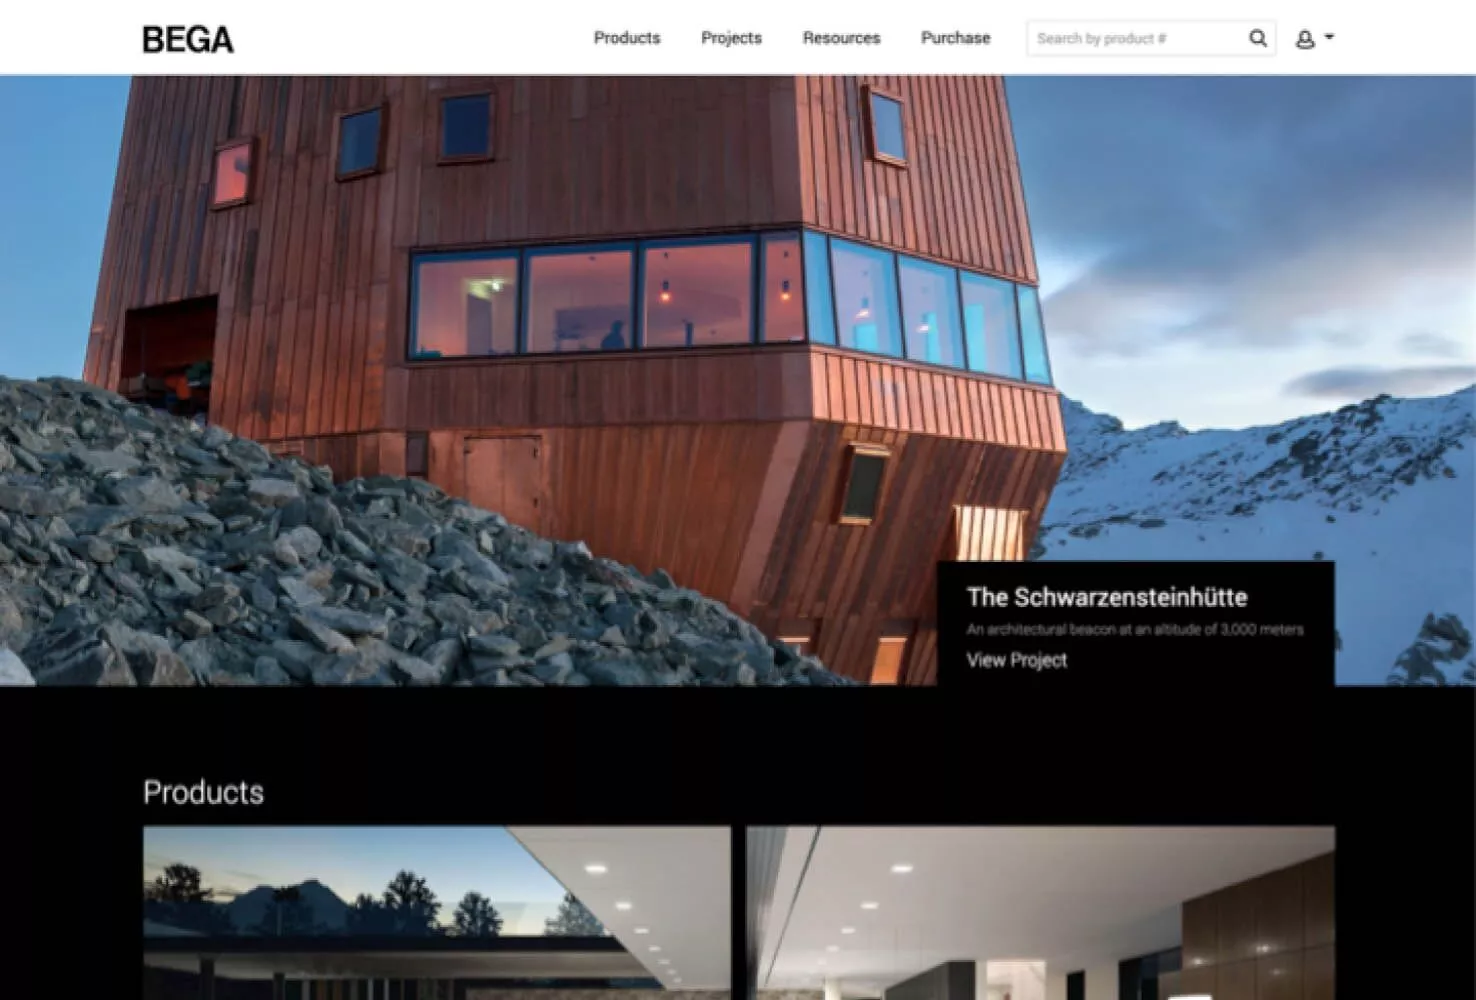 BEGA
Products
Projects
Resources
Purchase
Search by product #
The Schwarzensteinhütte
An architectural beacon at an altitude of 3,000 meters
View Project
Products